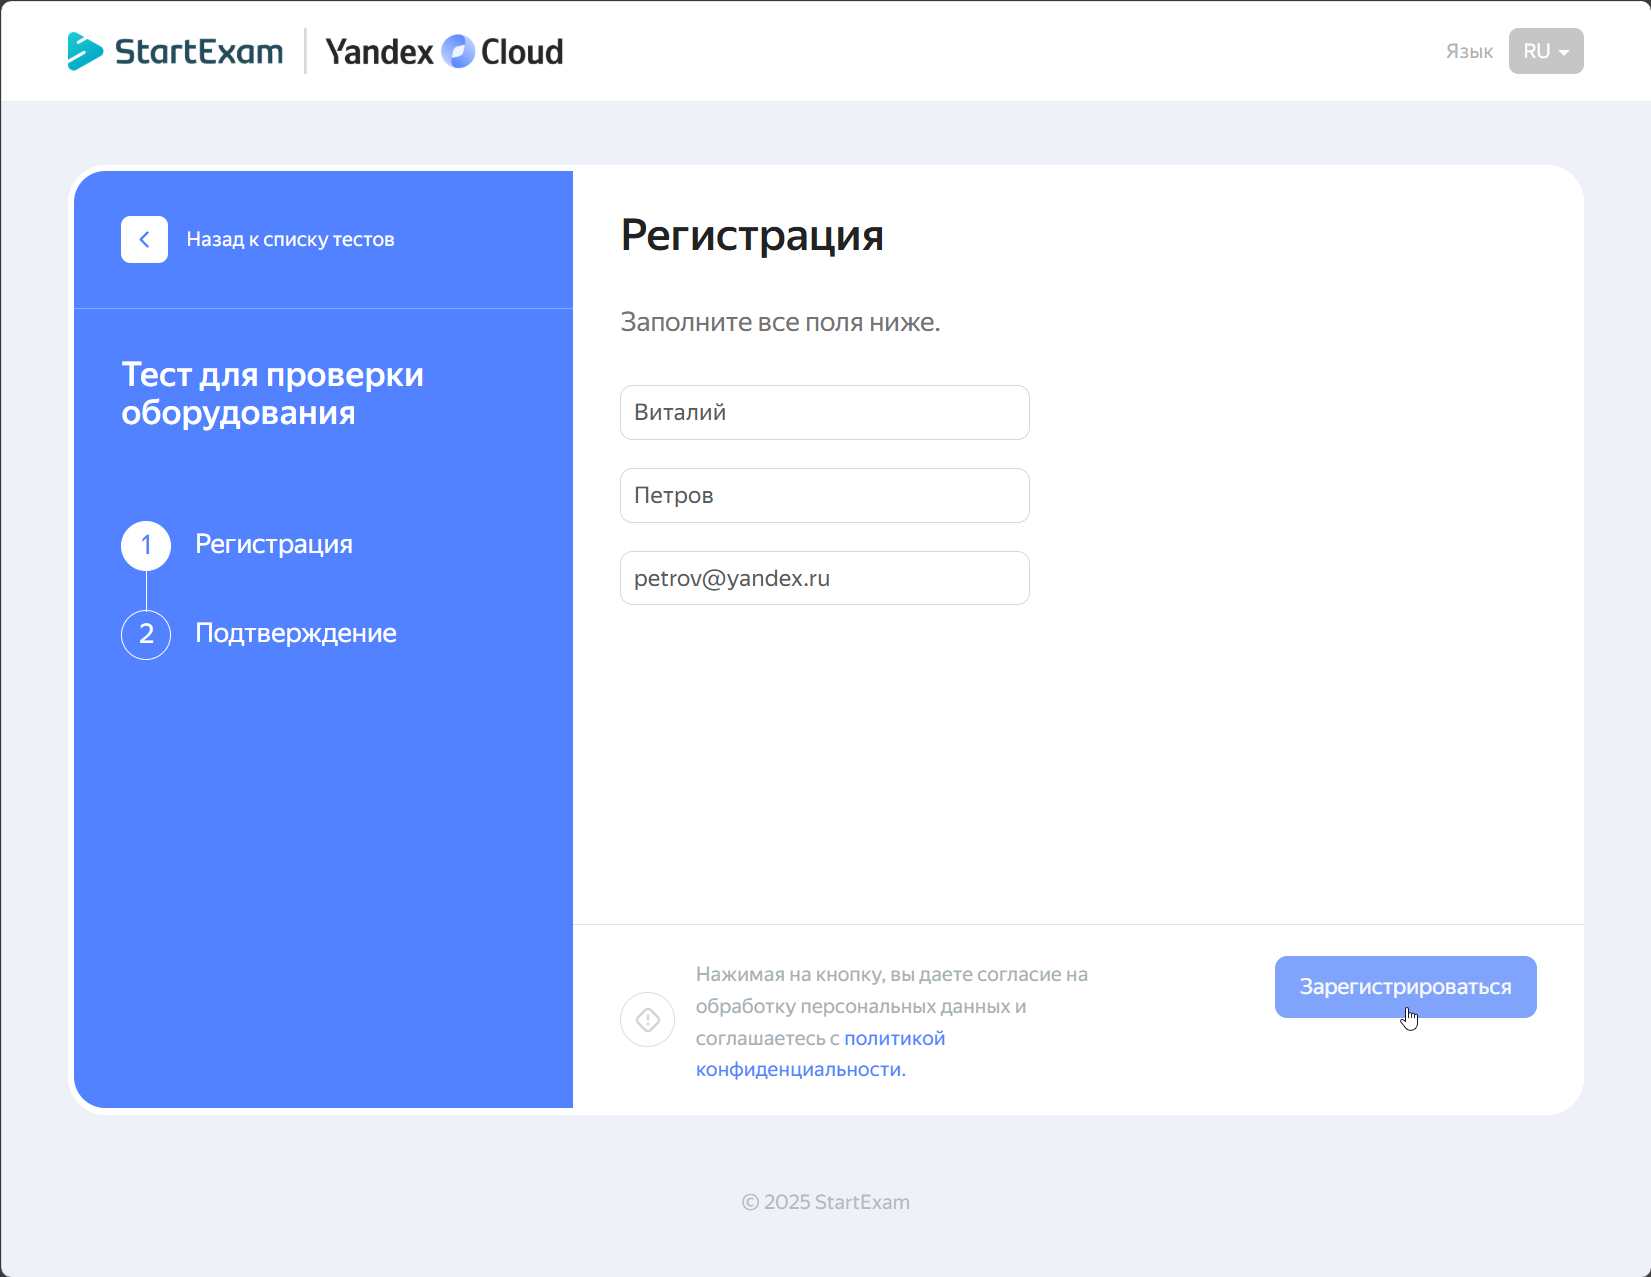 StartExam
Yandex Cloud
Язык
RU
Назад к списку тестов
Тест для проверки
оборудования
1
Регистрация
2
Подтверждение
Регистрация
Заполните все поля ниже.
Виталий
Петров
petrov@yandex.ru
Нажимая на кнопку, вы даете согласие на
обработку персональных данных и
соглашаетесь с политикой
конфиденциальности.
Зарегистрироваться
© 2025 StartExam